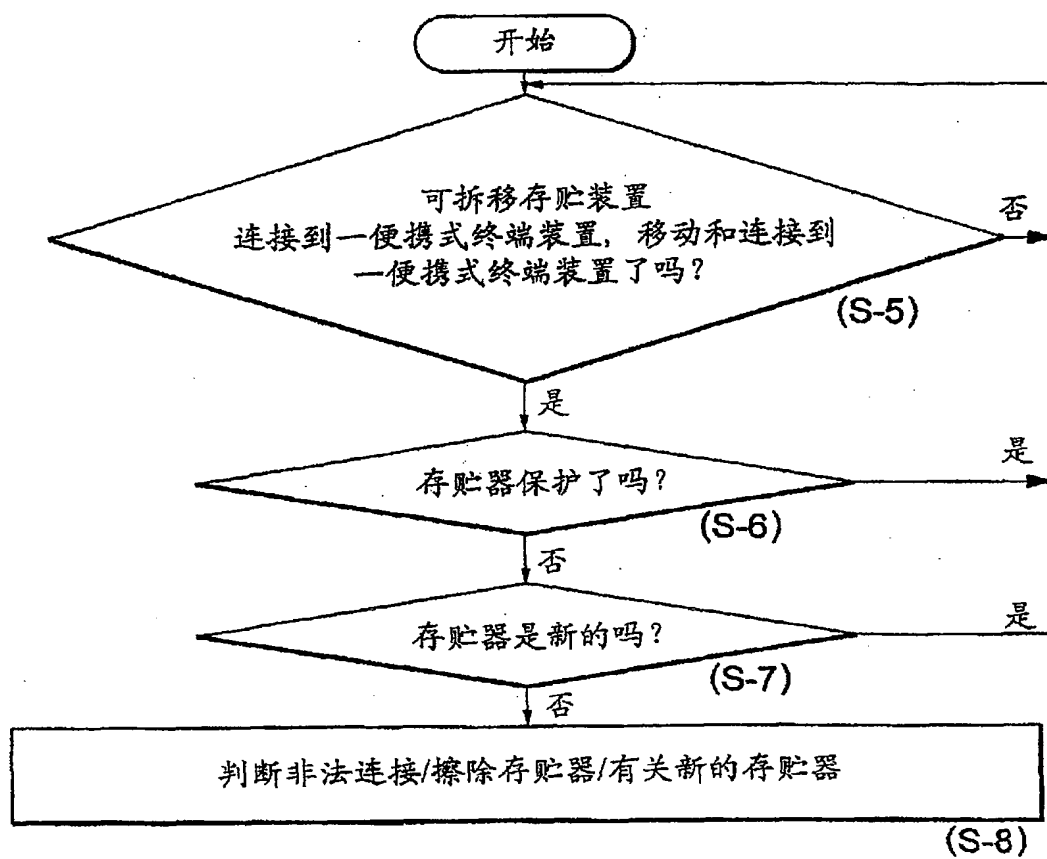 开始
可拆移存贮装置
否
连接到一便携式终端装置，移动和连接到
一便携式终端装置了吗？
(S-5)
是
是
存贮器保护了吗？
(S-6)
否
是
存贮器是新的吗？
(S-7)
否
判断非法连接/擦除存贮器/有关新的存贮器
(S-8)